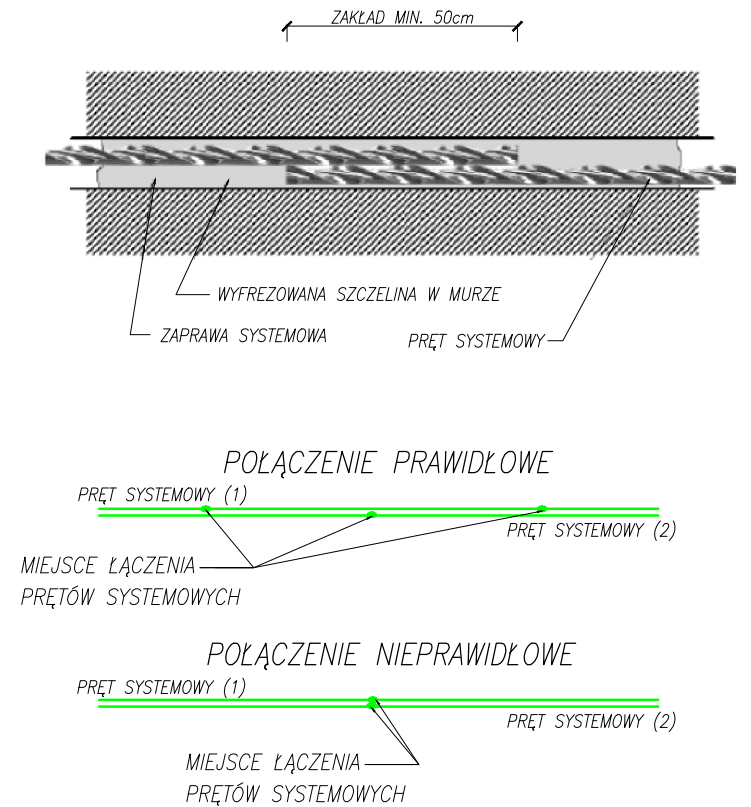 ZAKŁAD MIN. 50cm
WYFREZOWANA SZCZELINA W MURZE
ZAPRAWA SYSTEMOWA
PRĘT SYSTEMOWY
POŁĄCZENIE PRAWIDŁOWE
PRĘT SYSTEMOWY (1)
PRĘT SYSTEMOWY (2)
MIEJSCE ŁĄCZENIA
PRĘTÓW SYSTEMOWYCH
POŁĄCZENIE NIEPRAWIDŁOWE
PRĘT SYSTEMOWY (1)
PRĘT SYSTEMOWY (2)
MIEJSCE ŁĄCZENIA
PRĘTÓW SYSTEMOWYCH